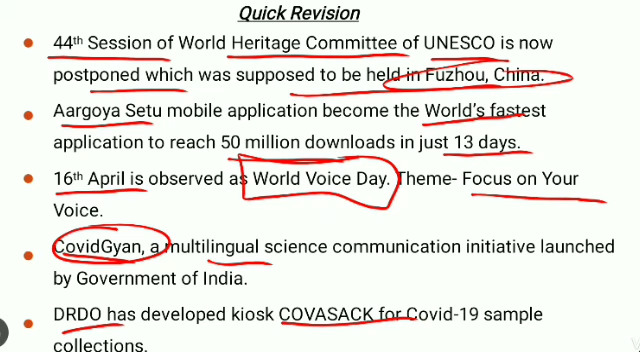 Quick Revision
44th Session of World Heritage Committee of UNESCO is now
postponed which was supposed to be held in Fuzhou, China.
Aargoya Setu mobile application become the World's fastest
application to reach 50 million downloads in just 13 days.
16th April is observed as World Voice Day. Theme- Focus on Your
Voice.
CovidGyan, a multilingual science communication initiative launched
by Government of India.
DRDO has developed kiosk COVASACK for Covid-19 sample
collections.